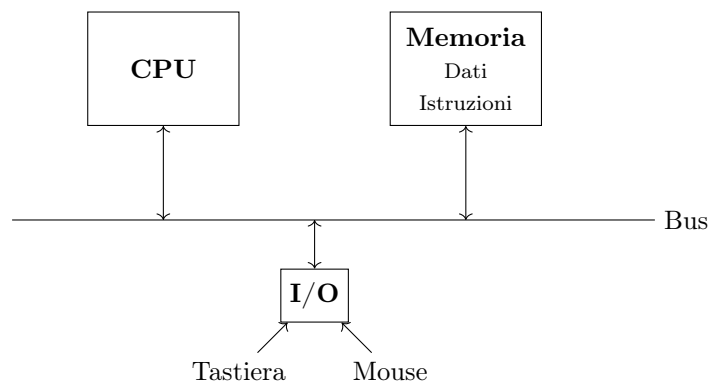 CPU
Memoria
Dati
Istruzioni
Bus
I/O
Tastiera
Mouse